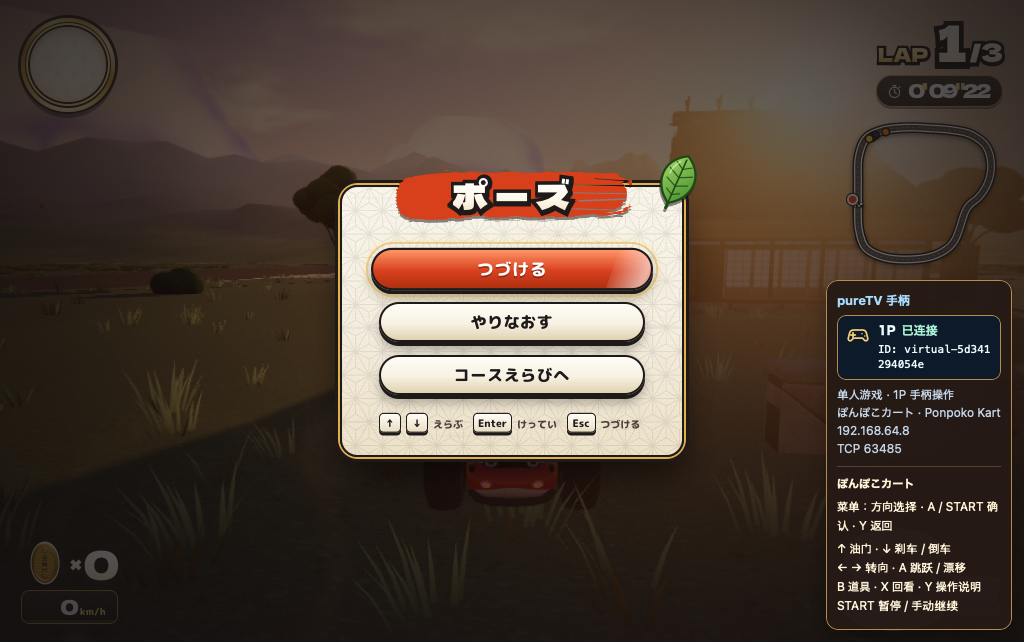 LAP 1/3
0'09"22
ポーズ
つづける
やりなおす
コースえらびへ
↑ ↓ えらぶ Enter けってい Esc つづける
×0
0km/h
pureTV 手柄
1P 已连接
ID: virtual-5d341
294054e
单人游戏 · 1P 手柄操作
ぽんぽこカート · Ponpoko Kart
192.168.64.8
TCP 63485
ぽんぽこカート
菜单：方向选择 · A / START 确
认 · Y 返回
↑ 油门 · ↓ 刹车 / 倒车
← → 转向 · A 跳跃 / 漂移
B 道具 · X 回看 · Y 操作说明
START 暂停 / 手动继续